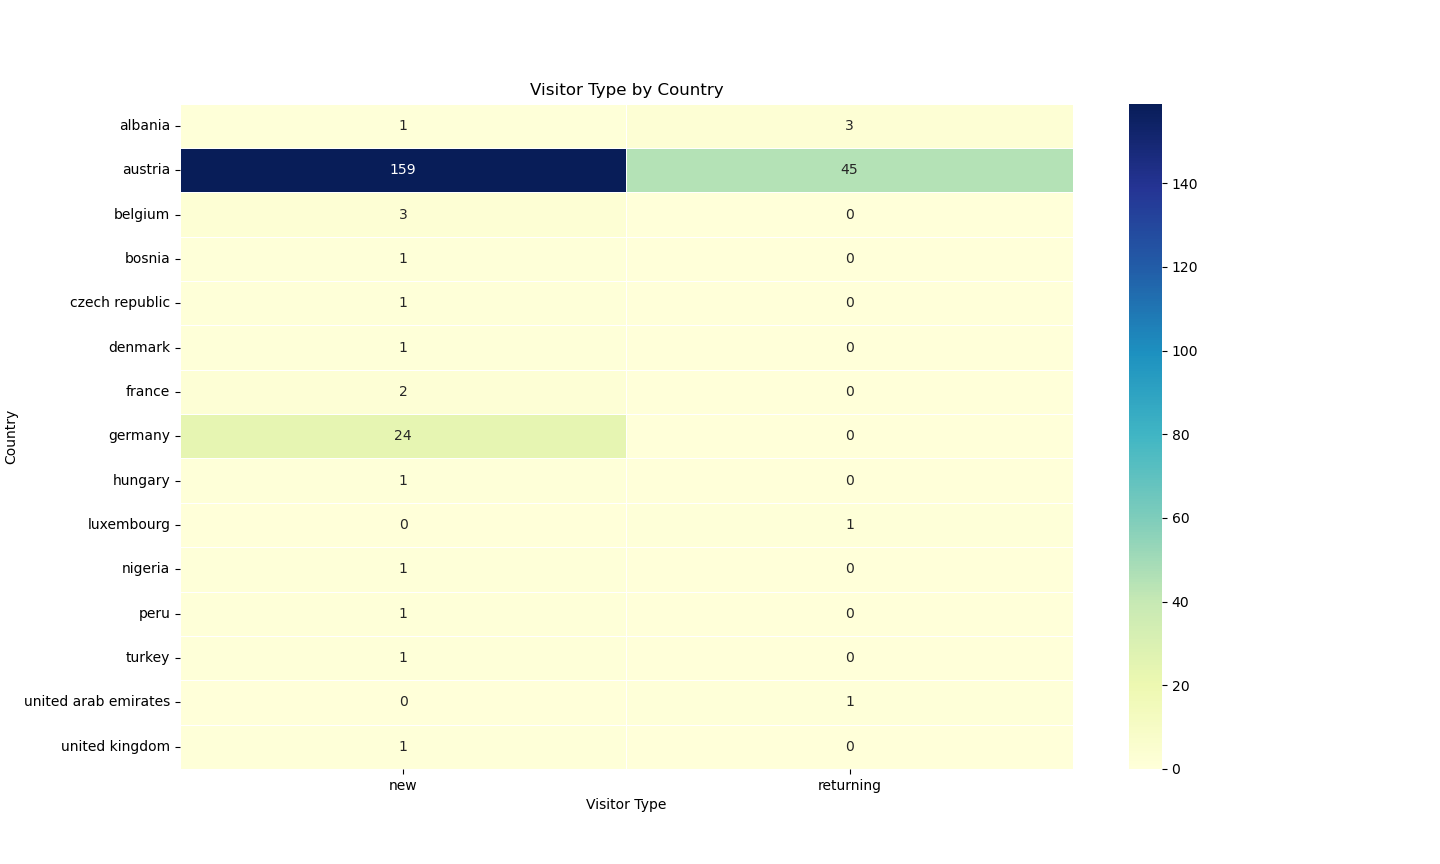 Visitor Type by Country
albania 1 3
austria 159 45
belgium 3 0
bosnia 1 0
czech republic 1 0
denmark 1 0
france 2 0
germany 24 0
hungary 1 0
luxembourg 0 1
nigeria 1 0
peru 1 0
turkey 1 0
united arab emirates 0 1
united kingdom 1 0
new returning
Visitor Type
Country
140
120
100
80
60
40
20
0